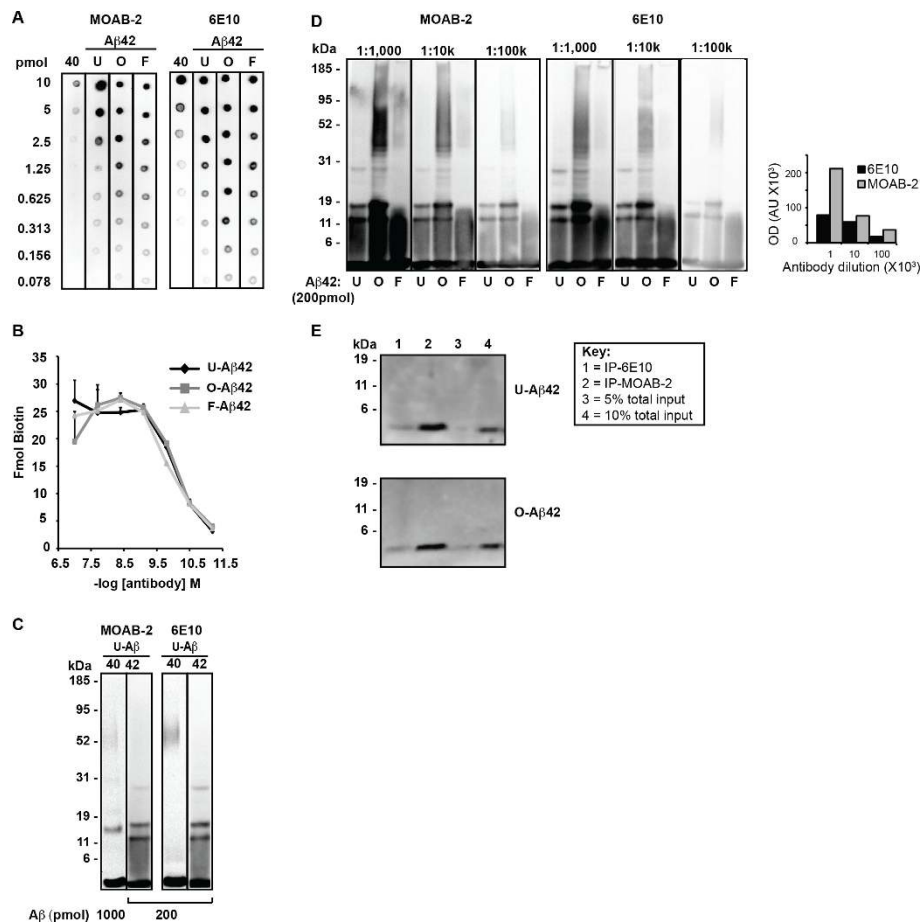 A
MOAB-2
6E10
Aβ42
Aβ42
pmol 40 U O F 40 U O F
10
5
2.5
1.25
0.625
0.313
0.156
0.078
B
35
30
25
20
15
10
5
0
Fmol Biotin
U-Aβ42
O-Aβ42
F-Aβ42
6.5 7.5 8.5 9.5 10.5 11.5
-log [antibody] M
C
MOAB-2 6E10
U-Aβ U-Aβ
kDa 40 42 40 42
185 -
95 -
52 -
31 -
19 -
11 -
6 -
Aβ (pmol) 1000 200
D
MOAB-2 6E10
kDa 1:1,000 1:10k 1:100k 1:1,000 1:10k 1:100k
185 -
95 -
52 -
31 -
19 -
11 -
6 -
Aβ42: U O F U O F U O F U O F U O F U O F
(200pmol)
OD (AU X10³)
200
100
0
6E10
MOAB-2
1 10 100
Antibody dilution (X10³)
E
kDa 1 2 3 4
19 -
11 -
6 -
U-Aβ42
19 -
11 -
6 -
O-Aβ42
Key:
1 = IP-6E10
2 = IP-MOAB-2
3 = 5% total input
4 = 10% total input